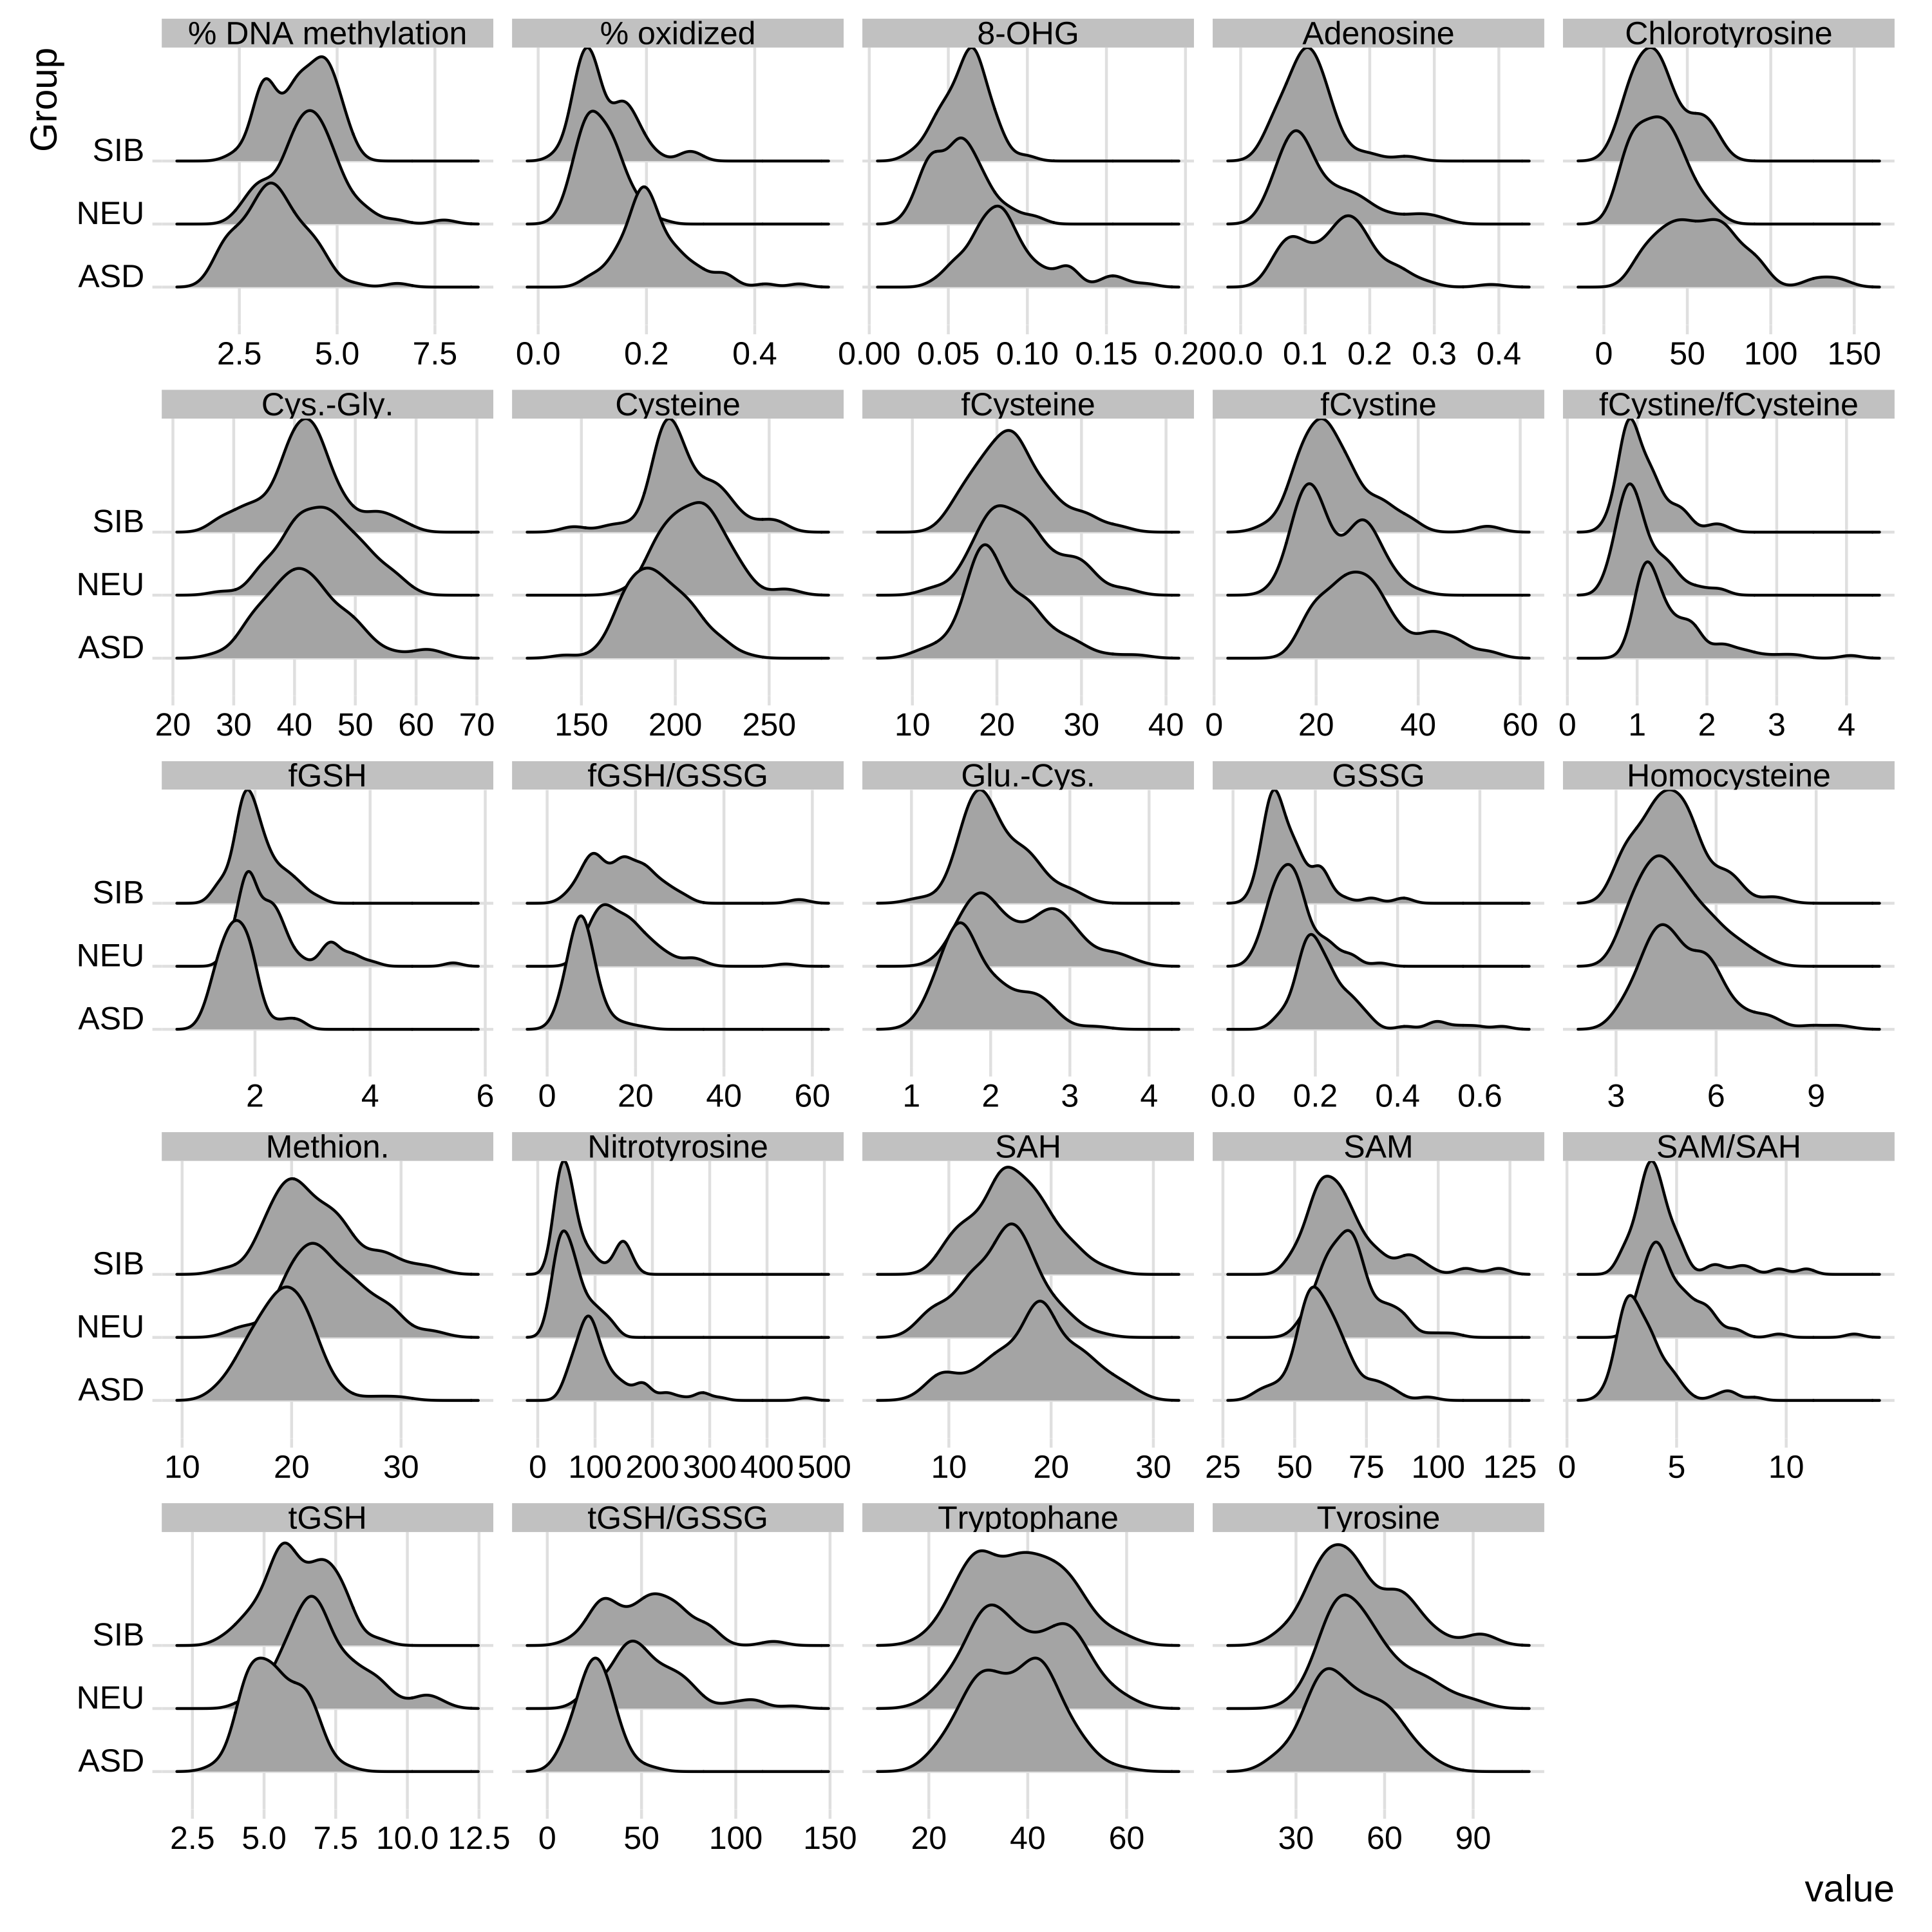 Group
% DNA methylation % oxidized 8-OHG Adenosine Chlorotyrosine
SIB
NEU
ASD
2.5 5.0 7.5 0.0 0.2 0.4 0.00 0.05 0.10 0.15 0.20 0.0 0.1 0.2 0.3 0.4 0 50 100 150
Cys.-Gly. Cysteine fCysteine fCystine fCystine/fCysteine
SIB
NEU
ASD
20 30 40 50 60 70 150 200 250 10 20 30 40 0 20 40 60 0 1 2 3 4
fGSH fGSH/GSSG Glu.-Cys. GSSG Homocysteine
SIB
NEU
ASD
2 4 6 0 20 40 60 1 2 3 4 0.0 0.2 0.4 0.6 3 6 9
Methion. Nitrotyrosine SAH SAM SAM/SAH
SIB
NEU
ASD
10 20 30 0 100 200 300 400 500 10 20 30 25 50 75 100 125 0 5 10
tGSH tGSH/GSSG Tryptophane Tyrosine
SIB
NEU
ASD
2.5 5.0 7.5 10.0 12.5 0 50 100 150 20 40 60 30 60 90
value